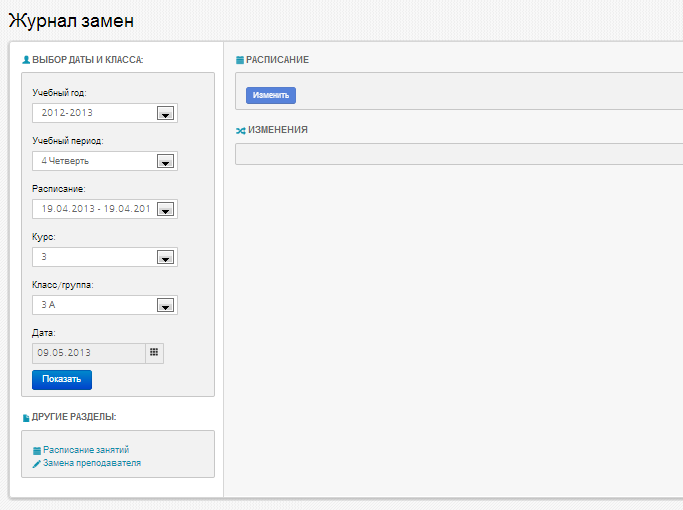 Журнал замен
ВЫБОР ДАТЫ И КЛАССА:
Учебный год:
2012-2013
Учебный период:
4 Четверть
Расписание:
19.04.2013 - 19.04.201
Курс:
3
Класс/группа:
3 А
Дата:
09.05.2013
Показать
ДРУГИЕ РАЗДЕЛЫ:
Расписание занятий
Замена преподавателя
РАСПИСАНИЕ
Изменить
ИЗМЕНЕНИЯ